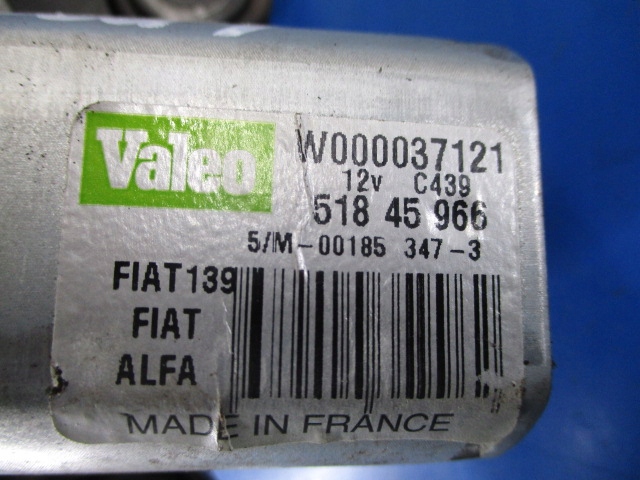 Valeo
W000037121
12v C439
518 45 966
5/M-00185 347-3
FIAT139
FIAT
ALFA
MADE IN FRANCE